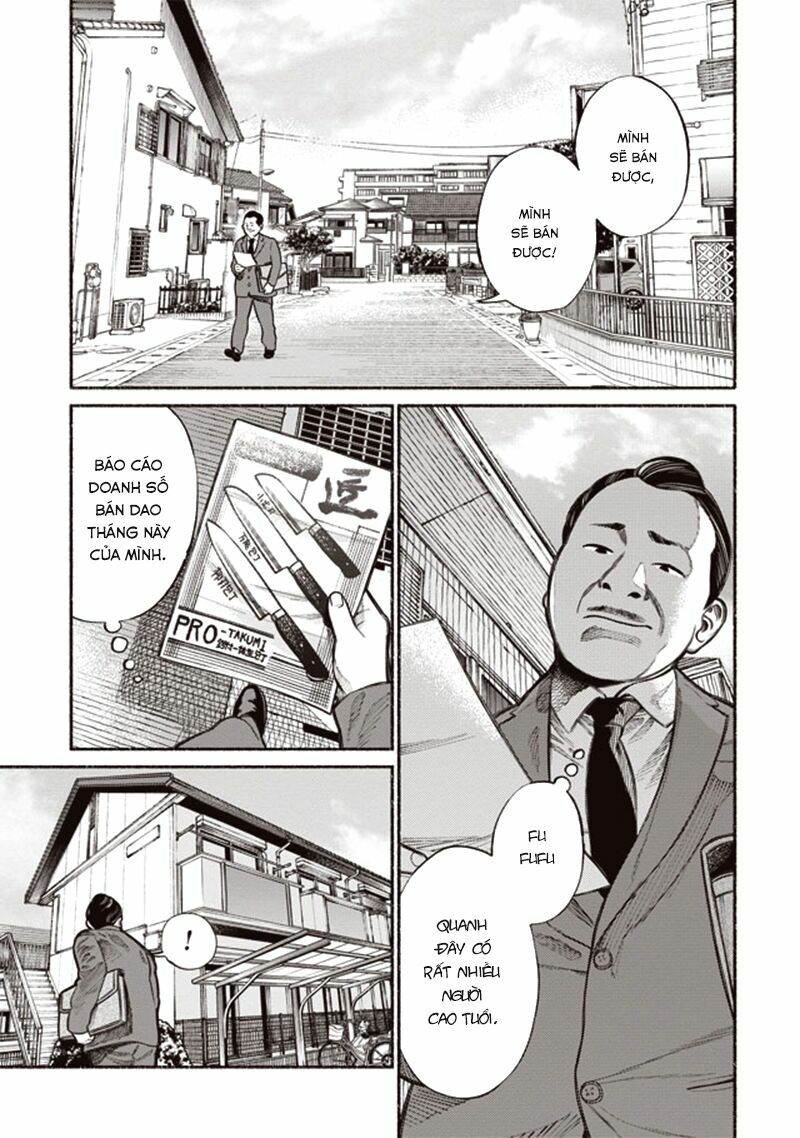 MÌNH
SẼ BÁN
ĐƯỢC,
MÌNH
SẼ BÁN
ĐƯỢC!
FU
FUFU
QUANH
ĐÂY CÓ
RẤT NHIỀU
NGƯỜI
CAO TUỔI.
BÁO CÁO
DOANH SỐ
BÁN DAO
THÁNG NÀY
CỦA MÌNH.
匠
PRO-TAKUMI
!